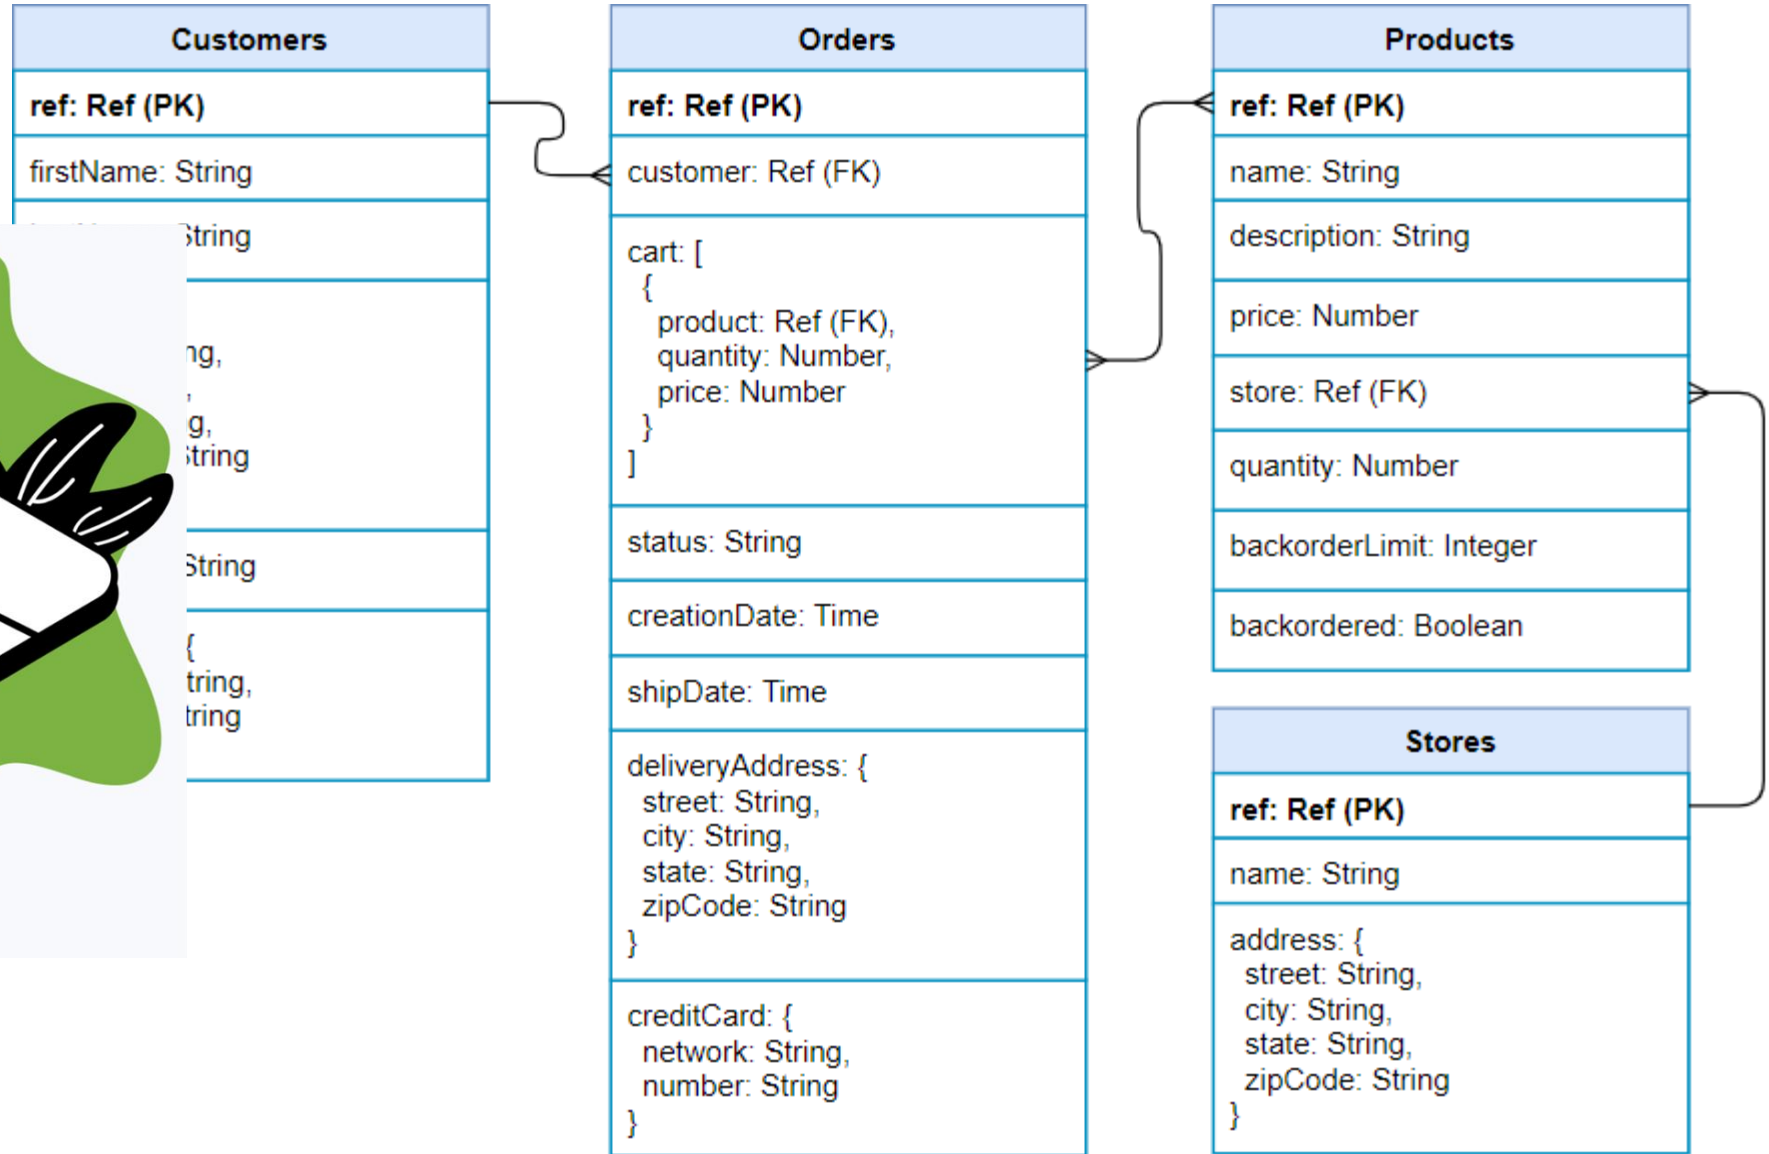 Customers
ref: Ref (PK)
firstName: String
String
String
String
{
Orders
ref: Ref (PK)
customer: Ref (FK)
cart: [
{
product: Ref (FK),
quantity: Number,
price: Number
}
]
status: String
creationDate: Time
shipDate: Time
deliveryAddress: {
street: String,
city: String,
state: String,
zipCode: String
}
creditCard: {
network: String,
number: String
}
Products
ref: Ref (PK)
name: String
description: String
price: Number
store: Ref (FK)
quantity: Number
backorderLimit: Integer
backordered: Boolean
Stores
ref: Ref (PK)
name: String
address: {
street: String,
city: String,
state: String,
zipCode: String
}